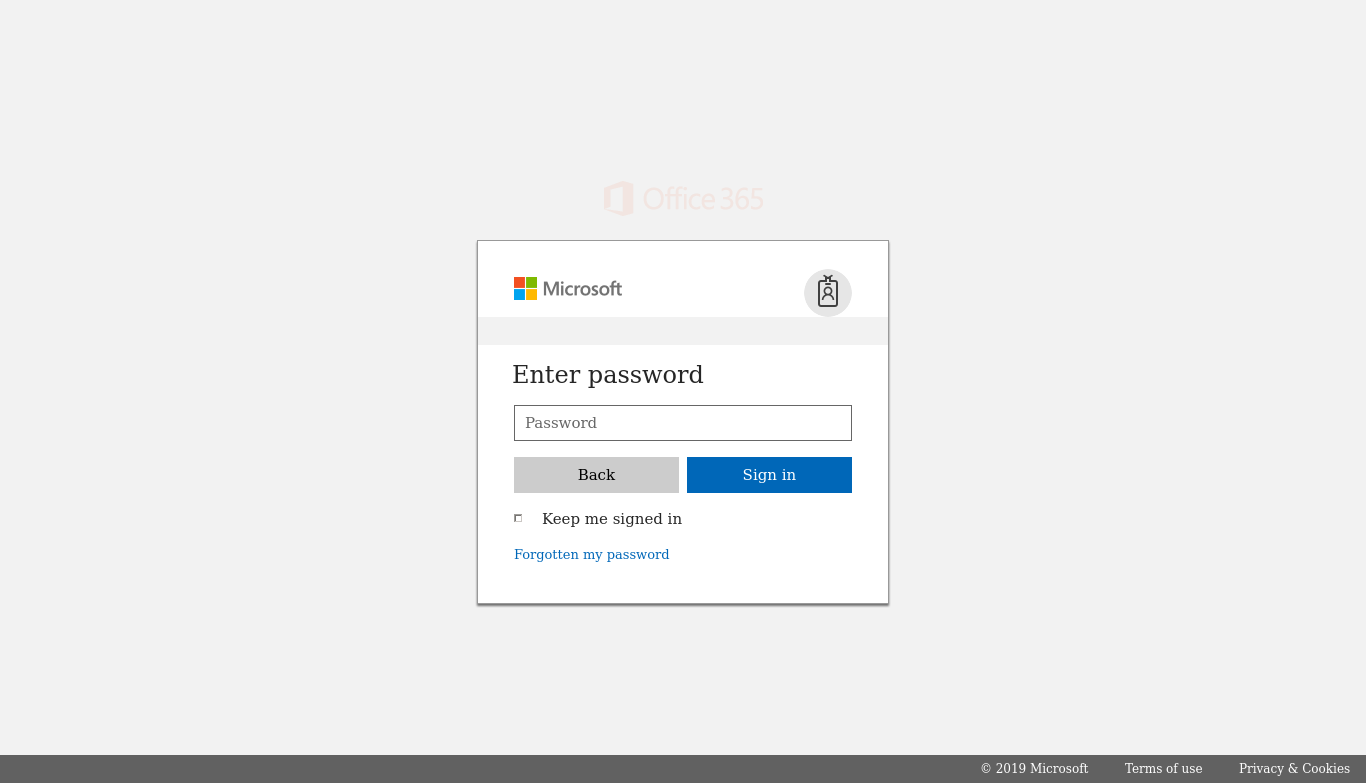 Office 365
Microsoft
Enter password
Password
Back
Sign in
Keep me signed in
Forgotten my password
© 2019 Microsoft
Terms of use
Privacy & Cookies